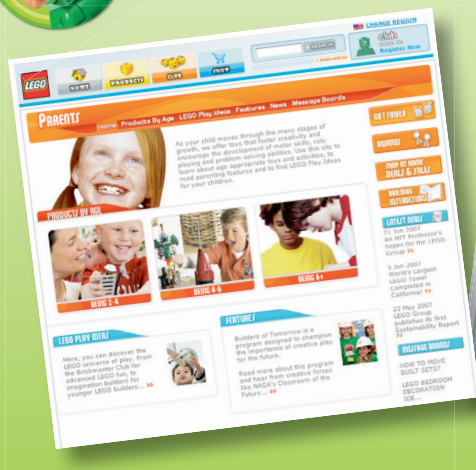 CHANGE REGION
LEGO
HOME
PRODUCTS
CLUB
SHOP
SEARCH
club
SIGN IN
Register Now
PARENTS
Home Products By Age LEGO Play Ideas Features News Message Boards
As your child moves through the many stages of
growth, we offer toys that foster creativity and
encourage the development of motor skills, role-
playing and problem solving abilities. Use this site to
learn about age appropriate toys and activities, to
read parenting features and to find LEGO Play Ideas
for your children.
GIFT FINDER
AWARDS
SHOP AT HOME
DEALS & SKILLS
BUILDING
INSTRUCTIONS
PRODUCTS BY AGE
BEING 2-4
BEING 4-6
BEING 6+
LATEST NEWS
21 Jun 2007
An MIT Professor's
hopes for the LEGO
Group >>
5 Jun 2007
World's Largest
LEGO Tower
Completed in
California! >>
23 May 2007
LEGO Group
publishes its first
Sustainability Report
>>
LEGO PLAY IDEAS
Here, you can discover the
LEGO universe of play. From
the Brickmaster Club for
advanced LEGO fun, to
imagination builders for
younger LEGO builders... >>
FEATURES
Builders of Tomorrow is a
program designed to champion
the importance of creative play
for the future.
Read more about this program
and hear from creative forces
like NASA's Classroom of the
Future... >>
MESSAGE BOARDS
HOW TO MOVE
BUILT SETS?
LEGO BEDROOM
DECORATION
IDE...